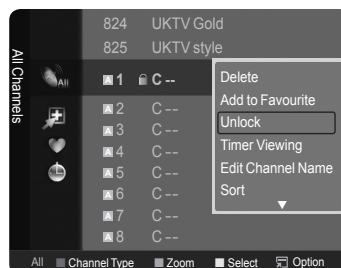 824 UKTV Gold
825 UKTV style
All Channels
All
A 1 C --
A 2 C --
A 3 C --
A 4 C --
A 5 C --
A 6 C --
A 7 C --
A 8 C --
Delete
Add to Favourite
Unlock
Timer Viewing
Edit Channel Name
Sort
All Channel Type Zoom Select Option